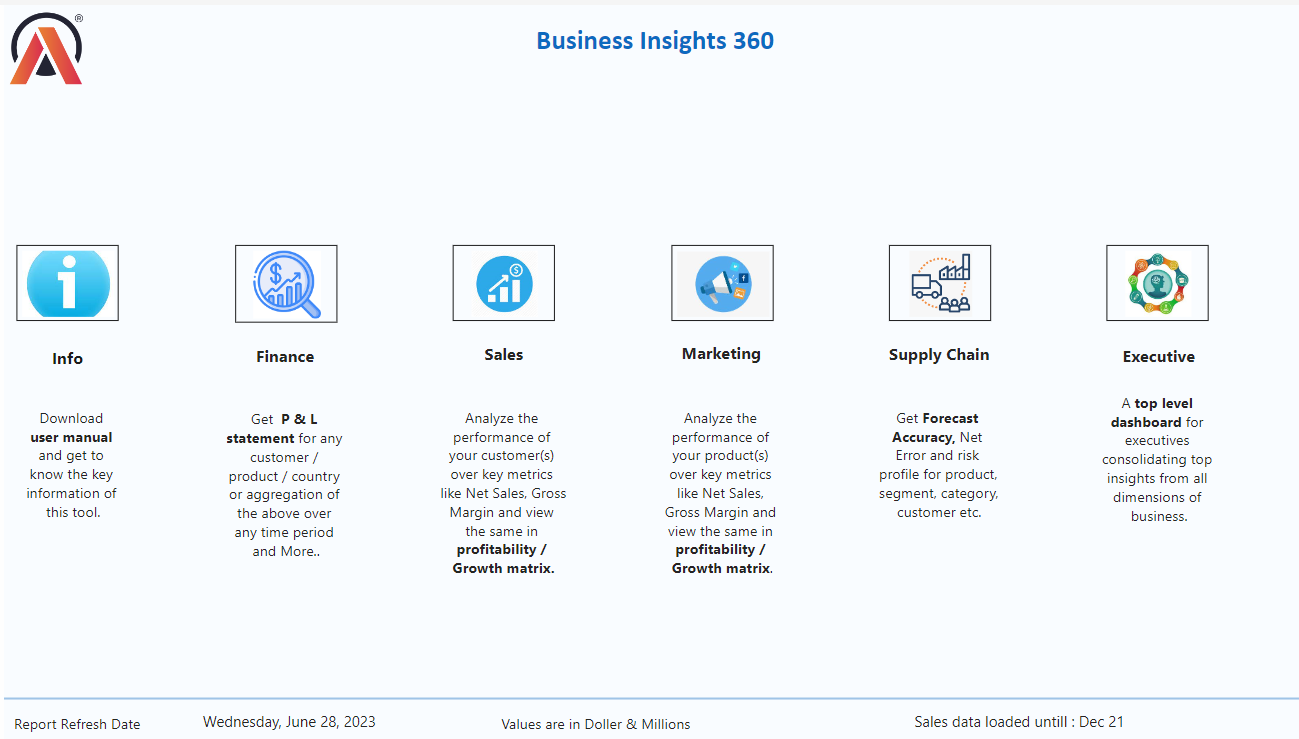 ®
Business Insights 360
Info
Download
user manual
and get to
know the key
information of
this tool.
Finance
Get P & L
statement for any
customer /
product / country
or aggregation of
the above over
any time period
and More..
Sales
Analyze the
performance of
your customer(s)
over key metrics
like Net Sales, Gross
Margin and view
the same in
profitability /
Growth matrix.
Marketing
Analyze the
performance of
your product(s)
over key metrics
like Net Sales,
Gross Margin and
view the same in
profitability /
Growth matrix.
Supply Chain
Get Forecast
Accuracy, Net
Error and risk
profile for product,
segment, category,
customer etc.
Executive
A top level
dashboard for
executives
consolidating top
insights from all
dimensions of
business.
Report Refresh Date
Wednesday, June 28, 2023
Values are in Doller & Millions
Sales data loaded untill : Dec 21